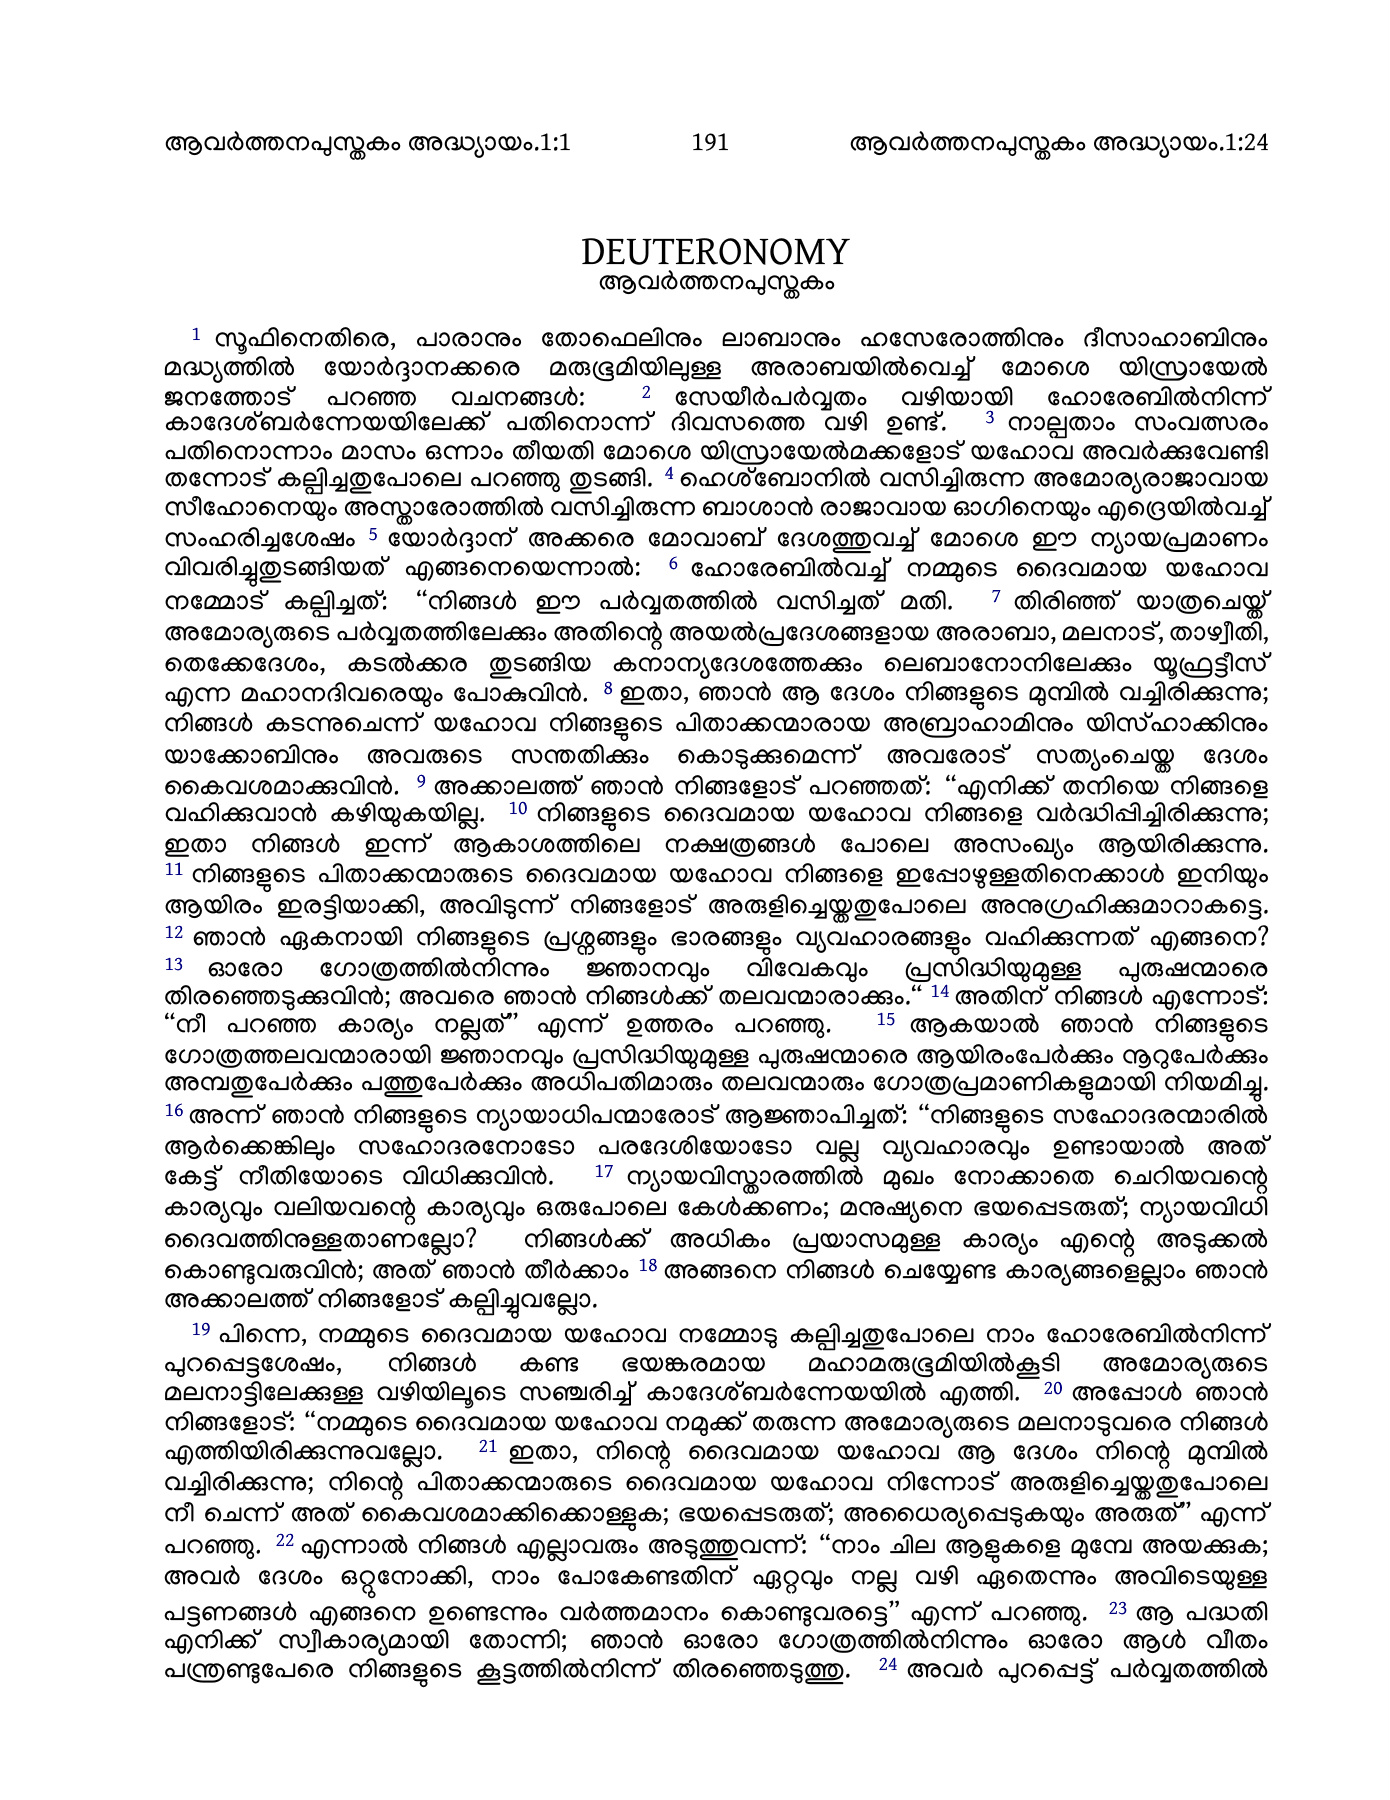 ആവർത്തനപുസ്തകം അദ്ധ്യായം.1:1 191 ആവർത്തനപുസ്തകം അദ്ധ്യായം.1:24
DEUTERONOMY
ആവർത്തനപുസ്തകം
1 സൂഫിനെതിരെ, പാരാനും തോഫെലിനും ലാബാനും ഹസേരോത്തിനും ദീസാഹാബിനും
മദ്ധ്യത്തിൽ യോർദ്ദാനക്കരെ മരുഭൂമിയിലുള്ള അരാബയിൽവെച്ച് മോശെ യിസ്രായേൽ
ജനത്തോട് പറഞ്ഞ വചനങ്ങൾ: 2 സേയീർപർവ്വതം വഴിയായി ഹോരേബിൽനിന്ന്
കാദേശ്ബർന്നേയയിലേക്ക് പതിനൊന്ന് ദിവസത്തെ വഴി ഉണ്ട്. 3 നാല്പതാം സംവത്സരം
പതിനൊന്നാം മാസം ഒന്നാം തീയതി മോശെ യിസ്രായേൽമക്കളോട് യഹോവ അവർക്കുവേണ്ടി
തന്നോട് കല്പിച്ചതുപോലെ പറഞ്ഞു തുടങ്ങി. 4 ഹെശ്ബോനിൽ വസിച്ചിരുന്ന അമോര്യരാജാവായ
സീഹോനെയും അസ്താരോത്തിൽ വസിച്ചിരുന്ന ബാശാൻ രാജാവായ ഓഗിനെയും എദ്രെയിൽവച്ച്
സംഹരിച്ചശേഷം 5 യോർദ്ദാന് അക്കരെ മോവാബ് ദേശത്തുവച്ച് മോശെ ഈ ന്യായപ്രമാണം
വിവരിച്ചുതുടങ്ങിയത് എങ്ങനെയെന്നാൽ: 6 ഹോരേബിൽവച്ച് നമ്മുടെ ദൈവമായ യഹോവ
നമ്മോട് കല്പിച്ചത്: “നിങ്ങൾ ഈ പർവ്വതത്തിൽ വസിച്ചത് മതി. 7 തിരിഞ്ഞ് യാത്രചെയ്ത്
അമോര്യരുടെ പർവ്വതത്തിലേക്കും അതിന്റെ അയൽപ്രദേശങ്ങളായ അരാബാ, മലനാട്, താഴ്വീതി,
തെക്കേദേശം, കടൽക്കര തുടങ്ങിയ കനാന്യദേശത്തേക്കും ലെബാനോനിലേക്കും യൂഫ്രട്ടീസ്
എന്ന മഹാനദിവരെയും പോകുവിൻ. 8 ഇതാ, ഞാൻ ആ ദേശം നിങ്ങളുടെ മുമ്പിൽ വച്ചിരിക്കുന്നു;
നിങ്ങൾ കടന്നുചെന്ന് യഹോവ നിങ്ങളുടെ പിതാക്കന്മാരായ അബ്രാഹാമിനും യിസ്ഹാക്കിനും
യാക്കോബിനും അവരുടെ സന്തതിക്കും കൊടുക്കുമെന്ന് അവരോട് സത്യംചെയ്ത ദേശം
കൈവശമാക്കുവിൻ. 9 അക്കാലത്ത് ഞാൻ നിങ്ങളോട് പറഞ്ഞത്: “എനിക്ക് തനിയെ നിങ്ങളെ
വഹിക്കുവാൻ കഴിയുകയില്ല. 10 നിങ്ങളുടെ ദൈവമായ യഹോവ നിങ്ങളെ വർദ്ധിപ്പിച്ചിരിക്കുന്നു;
ഇതാ നിങ്ങൾ ഇന്ന് ആകാശത്തിലെ നക്ഷത്രങ്ങൾ പോലെ അസംഖ്യം ആയിരിക്കുന്നു.
11 നിങ്ങളുടെ പിതാക്കന്മാരുടെ ദൈവമായ യഹോവ നിങ്ങളെ ഇപ്പോഴുള്ളതിനെക്കാൾ ഇനിയും
ആയിരം ഇരട്ടിയാക്കി, അവിടുന്ന് നിങ്ങളോട് അരുളിച്ചെയ്തതുപോലെ അനുഗ്രഹിക്കുമാറാകട്ടെ.
12 ഞാൻ ഏകനായി നിങ്ങളുടെ പ്രശ്നങ്ങളും ഭാരങ്ങളും വ്യവഹാരങ്ങളും വഹിക്കുന്നത് എങ്ങനെ?
13 ഓരോ ഗോത്രത്തിൽനിന്നും ജ്ഞാനവും വിവേകവും പ്രസിദ്ധിയുമുള്ള പുരുഷന്മാരെ
തിരഞ്ഞെടുക്കുവിൻ; അവരെ ഞാൻ നിങ്ങൾക്ക് തലവന്മാരാക്കും.“ 14 അതിന് നിങ്ങൾ എന്നോട്:
“നീ പറഞ്ഞ കാര്യം നല്ലത്” എന്ന് ഉത്തരം പറഞ്ഞു. 15 ആകയാൽ ഞാൻ നിങ്ങളുടെ
ഗോത്രത്തലവന്മാരായി ജ്ഞാനവും പ്രസിദ്ധിയുമുള്ള പുരുഷന്മാരെ ആയിരംപേർക്കും നൂറുപേർക്കും
അമ്പതുപേർക്കും പത്തുപേർക്കും അധിപതിമാരും തലവന്മാരും ഗോത്രപ്രമാണികളുമായി നിയമിച്ചു.
16 അന്ന് ഞാൻ നിങ്ങളുടെ ന്യായാധിപന്മാരോട് ആജ്ഞാപിച്ചത്: “നിങ്ങളുടെ സഹോദരന്മാരിൽ
ആർക്കെങ്കിലും സഹോദരനോടോ പരദേശിയോടോ വല്ല വ്യവഹാരവും ഉണ്ടായാൽ അത്
കേട്ട് നീതിയോടെ വിധിക്കുവിൻ. 17 ന്യായവിസ്താരത്തിൽ മുഖം നോക്കാതെ ചെറിയവന്റെ
കാര്യവും വലിയവന്റെ കാര്യവും ഒരുപോലെ കേൾക്കണം; മനുഷ്യനെ ഭയപ്പെടരുത്; ന്യായവിധി
ദൈവത്തിനുള്ളതാണല്ലോ? നിങ്ങൾക്ക് അധികം പ്രയാസമുള്ള കാര്യം എന്റെ അടുക്കൽ
കൊണ്ടുവരുവിൻ; അത് ഞാൻ തീർക്കാം 18 അങ്ങനെ നിങ്ങൾ ചെയ്യേണ്ട കാര്യങ്ങളെല്ലാം ഞാൻ
അക്കാലത്ത് നിങ്ങളോട് കല്പിച്ചുവല്ലോ.
19 പിന്നെ, നമ്മുടെ ദൈവമായ യഹോവ നമ്മോടു കല്പിച്ചതുപോലെ നാം ഹോരേബിൽനിന്ന്
പുറപ്പെട്ടശേഷം, നിങ്ങൾ കണ്ട ഭയങ്കരമായ മഹാമരുഭൂമിയിൽകൂടി അമോര്യരുടെ
മലനാട്ടിലേക്കുള്ള വഴിയിലൂടെ സഞ്ചരിച്ച് കാദേശ്ബർന്നേയയിൽ എത്തി. 20 അപ്പോൾ ഞാൻ
നിങ്ങളോട്: “നമ്മുടെ ദൈവമായ യഹോവ നമുക്ക് തരുന്ന അമോര്യരുടെ മലനാടുവരെ നിങ്ങൾ
എത്തിയിരിക്കുന്നുവല്ലോ. 21 ഇതാ, നിന്റെ ദൈവമായ യഹോവ ആ ദേശം നിന്റെ മുമ്പിൽ
വച്ചിരിക്കുന്നു; നിന്റെ പിതാക്കന്മാരുടെ ദൈവമായ യഹോവ നിന്നോട് അരുളിച്ചെയ്തതുപോലെ
നീ ചെന്ന് അത് കൈവശമാക്കിക്കൊള്ളുക; ഭയപ്പെടരുത്; അധൈര്യപ്പെടുകയും അരുത്” എന്ന്
പറഞ്ഞു. 22 എന്നാൽ നിങ്ങൾ എല്ലാവരും അടുത്തുവന്ന്: “നാം ചില ആളുകളെ മുമ്പേ അയക്കുക;
അവർ ദേശം ഒറ്റുനോക്കി, നാം പോകേണ്ടതിന് ഏറ്റവും നല്ല വഴി ഏതെന്നും അവിടെയുള്ള
പട്ടണങ്ങൾ എങ്ങനെ ഉണ്ടെന്നും വർത്തമാനം കൊണ്ടുവരട്ടെ” എന്ന് പറഞ്ഞു. 23 ആ പദ്ധതി
എനിക്ക് സ്വീകാര്യമായി തോന്നി; ഞാൻ ഓരോ ഗോത്രത്തിൽനിന്നും ഓരോ ആൾ വീതം
പന്ത്രണ്ടുപേരെ നിങ്ങളുടെ കൂട്ടത്തിൽനിന്ന് തിരഞ്ഞെടുത്തു. 24 അവർ പുറപ്പെട്ട് പർവ്വതത്തിൽ